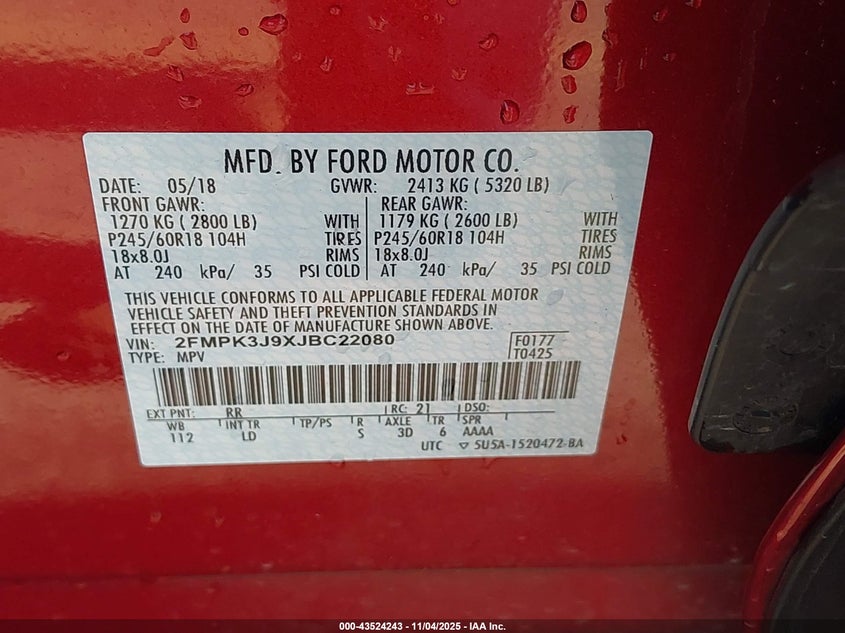 MFD. BY FORD MOTOR CO.
DATE: 05/18 GVWR: 2413 KG ( 5320 LB)
FRONT GAWR: REAR GAWR:
1270 KG ( 2800 LB) WITH 1179 KG ( 2600 LB) WITH
P245/60R18 104H TIRES P245/60R18 104H TIRES
18x8.0J RIMS 18x8.0J RIMS
AT 240 kPa/ 35 PSI COLD AT 240 kPa/ 35 PSI COLD
THIS VEHICLE CONFORMS TO ALL APPLICABLE FEDERAL MOTOR
VEHICLE SAFETY AND THEFT PREVENTION STANDARDS IN
EFFECT ON THE DATE OF MANUFACTURE SHOWN ABOVE.
VIN: 2FMPK3J9XJBC22080 F0177
TYPE: MPV T0425
EXT PNT: RR RC: 21 DSO:
WB INT TR TP/PS R AXLE TR SPR
112 LD S 3D 6 AAAA
UTC ▽ 5U5A-1520472-BA
000-43524243 - 11/04/2025 - IAA Inc.